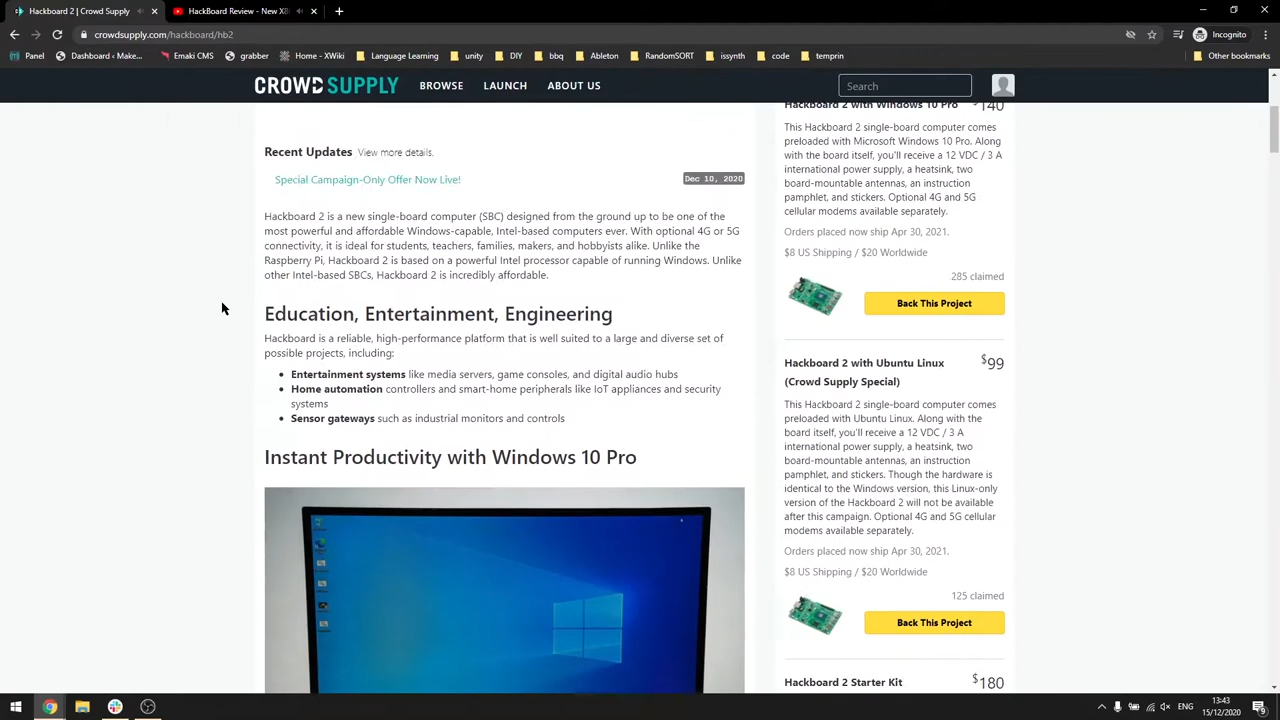 Hackboard 2 | Crowd Supply
HackBoard Review - Windows X8
crowdsupply.com/hackboard/hb2
Incognito
Panel
Dashboard < Make...
Emaki CMS
grabber
Home - XWiki
Language Learning
unity
DIY
bbq
Ableton
RandomSORT
issynth
code
temprin
Other bookmarks
CROWD SUPPLY
BROWSE
LAUNCH
ABOUT US
Search
Recent Updates View more details.
Special Campaign-Only Offer Now Live!
Dec 10, 2020
Hackboard 2 is a new single-board computer (SBC) designed from the ground up to be one of the
most powerful and affordable Windows-capable, Intel-based computers ever. With optional 4G or 5G
connectivity, it is ideal for students, teachers, families, makers, and hobbyists alike. Unlike the
Raspberry Pi, Hackboard 2 is based on a powerful Intel processor capable of running Windows. Unlike
other Intel-based SBCs, Hackboard 2 is incredibly affordable.
Education, Entertainment, Engineering
Hackboard is a reliable, high-performance platform that is well suited to a large and diverse set of
possible projects, including:
• Entertainment systems like media servers, game consoles, and digital audio hubs
• Home automation controllers and smart-home peripherals like IoT appliances and security
systems
• Sensor gateways such as industrial monitors and controls
Instant Productivity with Windows 10 Pro
Hackboard 2 with Windows 10 Pro $140
This Hackboard 2 single-board computer comes
preloaded with Microsoft Windows 10 Pro. Along
with the board itself, you'll receive a 12 VDC / 3 A
international power supply, a heatsink, two
board-mountable antennas, an instruction
pamphlet, and stickers. Optional 4G and 5G
cellular modems available separately.
Orders placed now ship Apr 30, 2021.
$8 US Shipping / $20 Worldwide
285 claimed
Back This Project
Hackboard 2 with Ubuntu Linux $99
(Crowd Supply Special)
This Hackboard 2 single-board computer comes
preloaded with Ubuntu Linux. Along with the
board itself, you'll receive a 12 VDC / 3 A
international power supply, a heatsink, two
board-mountable antennas, an instruction
pamphlet, and stickers. Though the hardware is
identical to the Windows version, this Linux-only
version of the Hackboard 2 will not be available
after this campaign. Optional 4G and 5G cellular
modems available separately.
Orders placed now ship Apr 30, 2021.
$8 US Shipping / $20 Worldwide
125 claimed
Back This Project
Hackboard 2 Starter Kit $180
13:43
15/12/2020